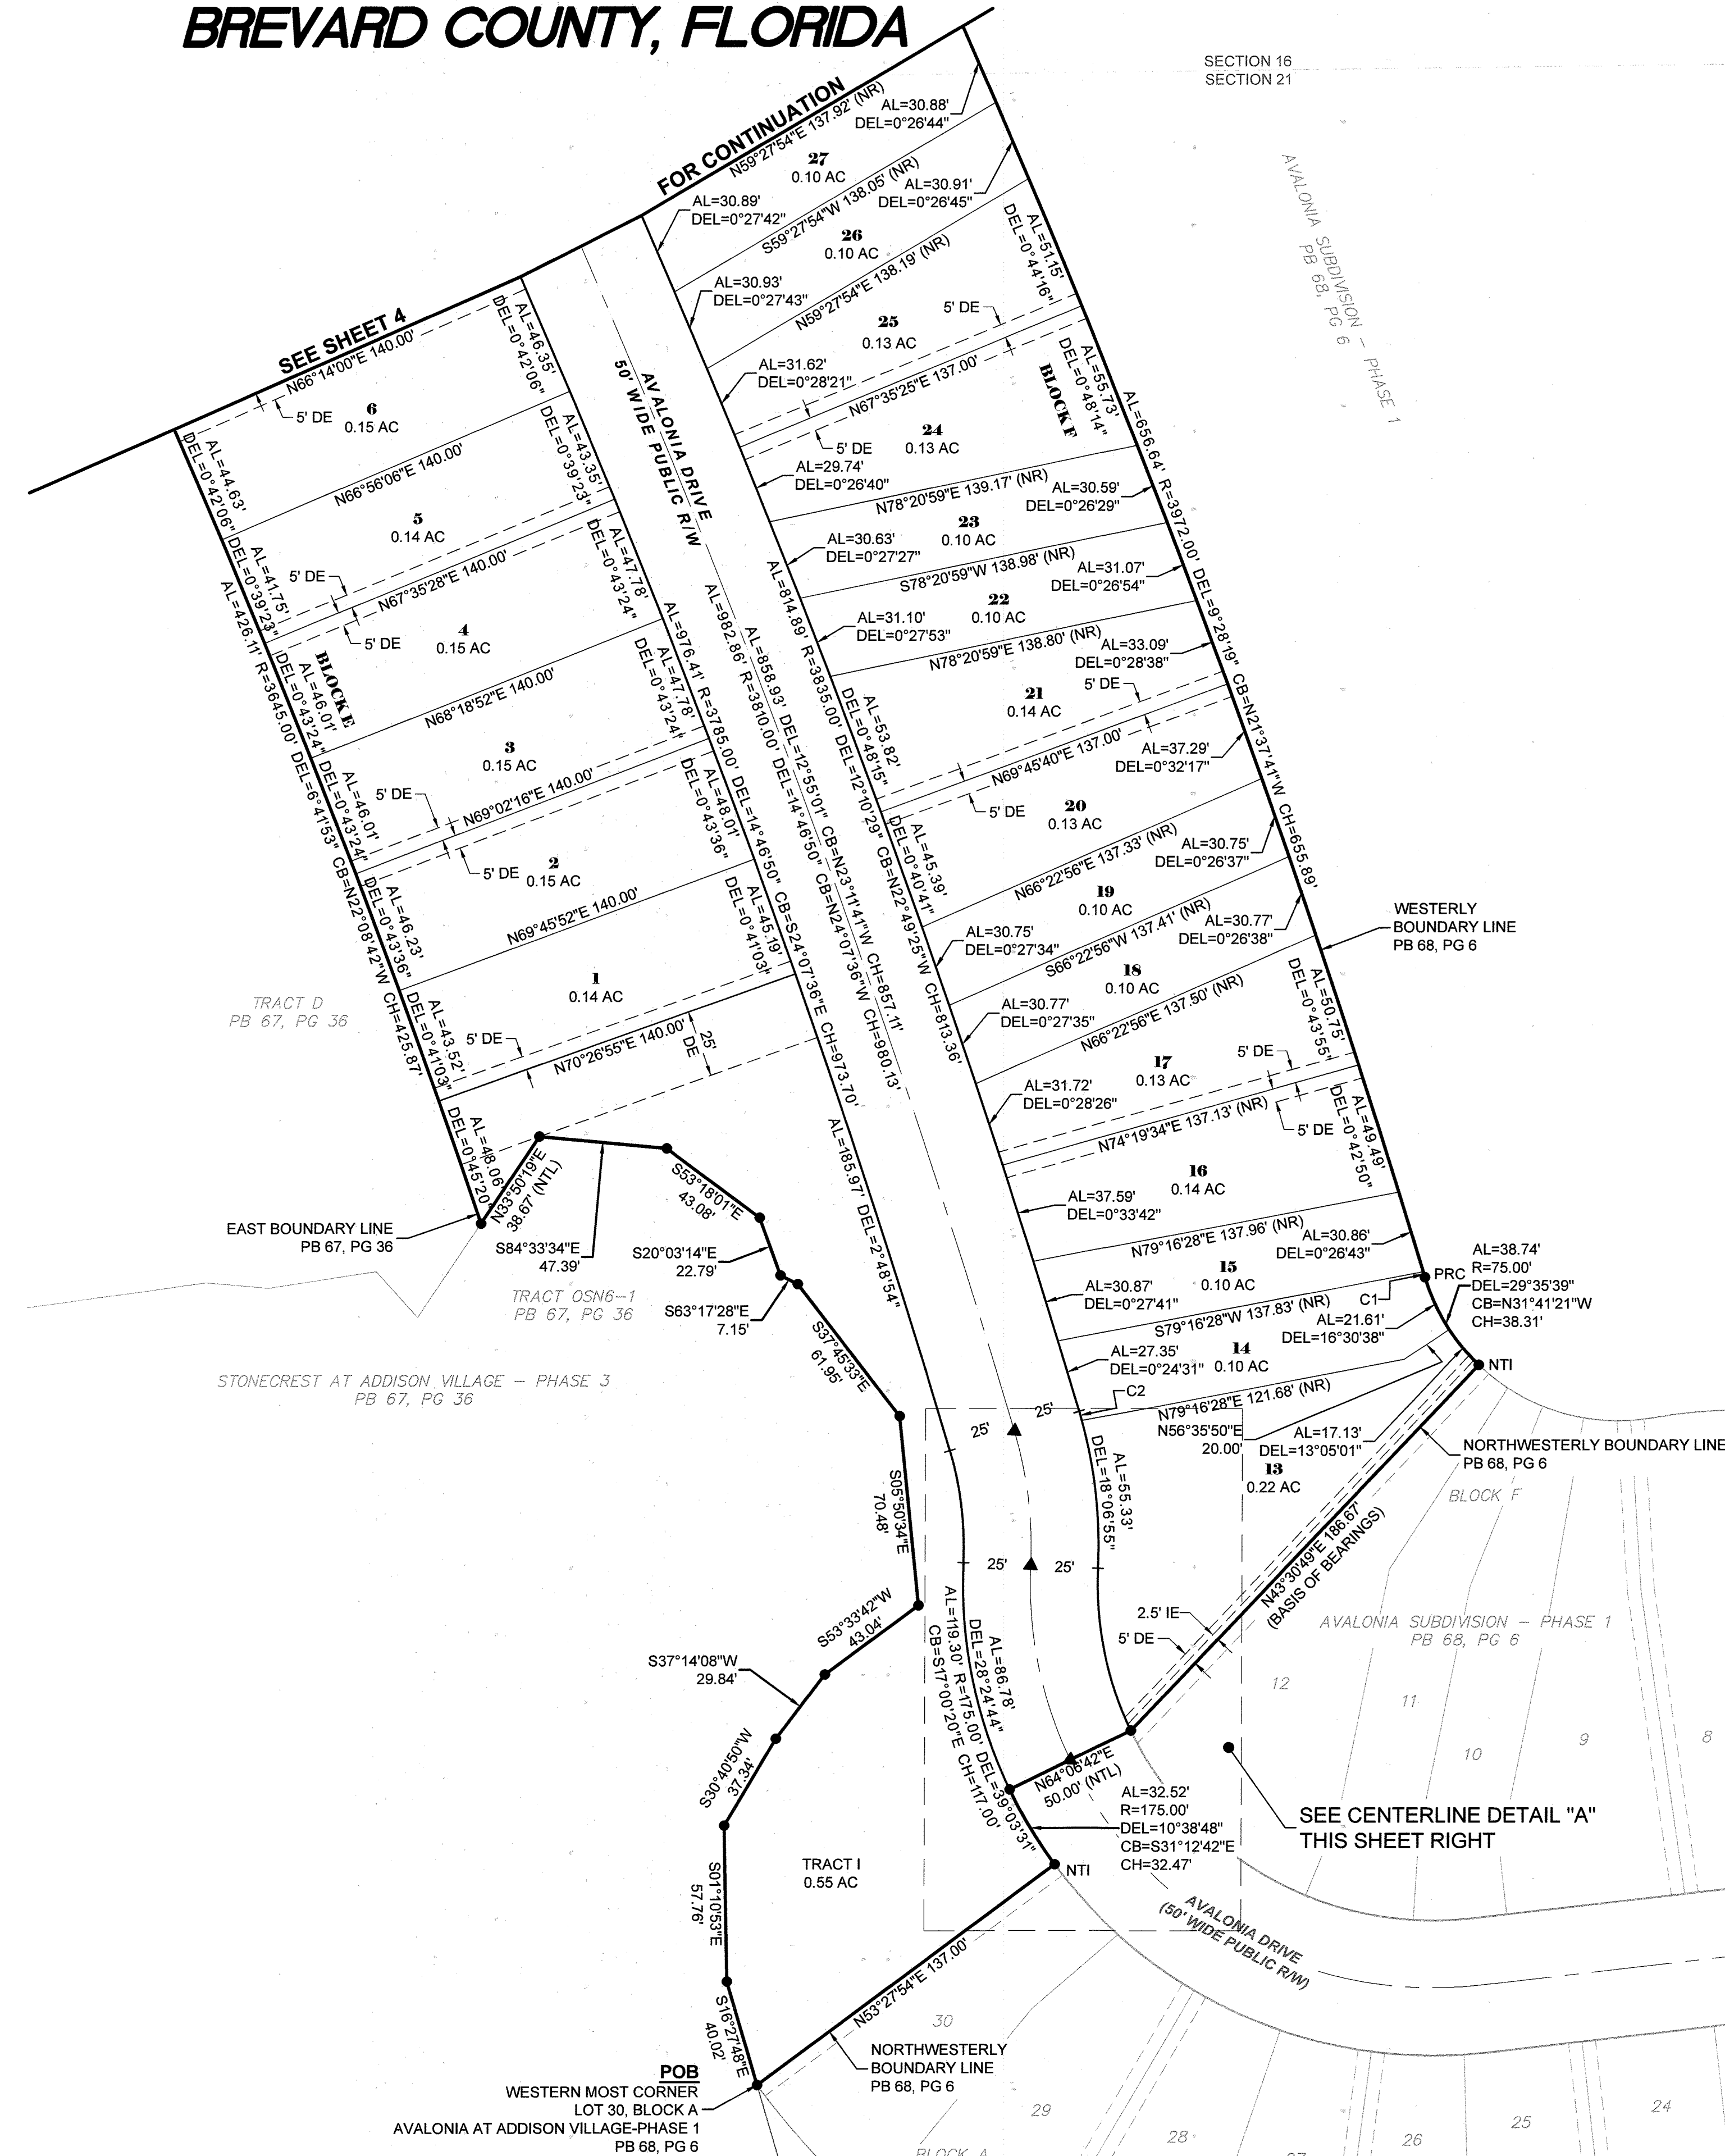 BREVARD COUNTY, FLORIDA
SECTION 16
SECTION 21
FOR CONTINUATION
SEE SHEET 4
N59°27'54"E 137.92' (NR)
AL=30.88'
DEL=0°26'44"
27
0.10 AC
AL=30.89'
DEL=0°27'42"
S59°27'54"W 138.05' (NR)
AL=30.91'
DEL=0°26'45"
26
0.10 AC
AL=30.93'
DEL=0°27'43"
N59°27'54"E 138.19' (NR)
AL=51.15'
DEL=0°44'16"
25
0.13 AC
5' DE
AL=31.62'
DEL=0°28'21"
N67°35'25"E 137.00'
BLOCK F
AL=55.73'
DEL=0°48'14"
24
0.13 AC
5' DE
AL=29.74'
DEL=0°26'40"
N78°20'59"E 139.17' (NR)
AL=30.59'
DEL=0°26'29"
23
0.10 AC
AL=30.63'
DEL=0°27'27"
S78°20'59"W 138.98' (NR)
AL=31.07'
DEL=0°26'54"
22
0.10 AC
AL=31.10'
DEL=0°27'53"
N78°20'59"E 138.80' (NR)
AL=33.09'
DEL=0°28'38"
21
0.14 AC
5' DE
AL=53.82'
DEL=0°48'15"
N69°45'40"E 137.00'
AL=37.29'
DEL=0°32'17"
5' DE
20
0.13 AC
AL=45.39'
DEL=0°40'41"
N66°22'56"E 137.33' (NR)
AL=30.75'
DEL=0°26'37"
19
0.10 AC
AL=30.75'
DEL=0°27'34"
S66°22'56"W 137.41' (NR)
AL=30.77'
DEL=0°26'38"
18
0.10 AC
AL=30.77'
DEL=0°27'35"
N66°22'56"E 137.50' (NR)
AL=50.75'
DEL=0°43'55"
17
0.13 AC
5' DE
AL=31.72'
DEL=0°28'26"
N74°19'34"E 137.13' (NR)
5' DE
AL=49.49'
DEL=0°42'50"
16
0.14 AC
AL=37.59'
DEL=0°33'42"
N79°16'28"E 137.96' (NR)
AL=30.86'
DEL=0°26'43"
15
0.10 AC
AL=30.87'
DEL=0°27'41"
S79°16'28"W 137.83' (NR)
C1
PRC
AL=38.74'
R=75.00'
DEL=29°35'39"
CB=N31°41'21"W
CH=38.31'
AL=21.61'
DEL=16°30'38"
14
0.10 AC
AL=27.35'
DEL=0°24'31"
C2
N79°16'28"E 121.68' (NR)
N56°35'50"E
20.00'
AL=17.13'
DEL=13°05'01"
NTI
13
0.22 AC
AL=55.33'
DEL=18°06'55"
AL=656.64' R=3972.00' DEL=9°28'19" CB=N21°37'41"W CH=655.89'
WESTERLY
BOUNDARY LINE
PB 68, PG 6
AVALONIA SUBDIVISION - PHASE 1
PB 68, PG 6
NORTHWESTERLY BOUNDARY LINE
PB 68, PG 6
N43°30'49"E 186.67'
(BASIS OF BEARINGS)
2.5' IE
5' DE
AVALONIA DRIVE
50' WIDE PUBLIC R/W
AL=814.89' R=3835.00' DEL=12°10'29" CB=N22°49'25"W CH=813.36'
AL=858.93' DEL=12°55'01" CB=N23°11'41"W CH=857.11'
AL=982.86' R=3810.00' DEL=14°46'50" CB=N24°07'36"W CH=980.13'
AL=976.41' R=3785.00' DEL=14°46'50" CB=S24°07'36"E CH=973.70'
AL=185.97' DEL=2°48'54"
N66°14'00"E 140.00'
5' DE
6
0.15 AC
AL=46.35'
DEL=0°42'06"
AL=44.63'
DEL=0°42'06"
N66°56'06"E 140.00'
5
0.14 AC
AL=43.35'
DEL=0°39'23"
AL=41.75'
DEL=0°39'23"
5' DE
N67°35'28"E 140.00'
5' DE
4
0.15 AC
BLOCK E
AL=47.78'
DEL=0°43'24"
AL=46.01'
DEL=0°43'24"
N68°18'52"E 140.00'
3
0.15 AC
AL=47.78'
DEL=0°43'24"
AL=46.01'
DEL=0°43'24"
5' DE
N69°02'16"E 140.00'
5' DE
2
0.15 AC
AL=48.01'
DEL=0°43'36"
AL=46.23'
DEL=0°43'36"
N69°45'52"E 140.00'
1
0.14 AC
AL=45.19'
DEL=0°41'03"
AL=43.52'
DEL=0°41'03"
5' DE
N70°26'55"E 140.00'
25'
DE
AL=426.11' R=3645.00' DEL=6°41'53" CB=N22°08'42"W CH=425.87'
TRACT D
PB 67, PG 36
AL=48.06'
DEL=0°45'20"
N33°50'19"E
38.67' (NTL)
EAST BOUNDARY LINE
PB 67, PG 36
S84°33'34"E
47.39'
S53°18'01"E
43.08'
S20°03'14"E
22.79'
S63°17'28"E
7.15'
TRACT OSN6-1
PB 67, PG 36
S37°45'33"E
61.95'
STONECREST AT ADDISON VILLAGE - PHASE 3
PB 67, PG 36
S05°50'34"E
70.48'
25'
25'
25'
25'
S53°33'42"W
43.04'
S37°14'08"W
29.84'
S30°40'50"W
37.34'
S01°10'53"E
57.76'
S16°27'48"E
40.02'
AL=86.78'
DEL=28°24'44"
AL=119.30' R=175.00' DEL=39°03'31"
CB=S17°00'20"E CH=117.00'
N64°06'42"E
50.00' (NTL)
AL=32.52'
R=175.00'
DEL=10°38'48"
CB=S31°12'42"E
CH=32.47'
NTI
TRACT I
0.55 AC
N53°27'54"E 137.00'
NORTHWESTERLY
BOUNDARY LINE
PB 68, PG 6
POB
WESTERN MOST CORNER
LOT 30, BLOCK A
AVALONIA AT ADDISON VILLAGE-PHASE 1
PB 68, PG 6
SEE CENTERLINE DETAIL "A"
THIS SHEET RIGHT
AVALONIA DRIVE
(50' WIDE PUBLIC R/W)
BLOCK F
AVALONIA SUBDIVISION - PHASE 1
PB 68, PG 6
12
11
10
9
8
30
29
28
26
25
24
BLOCK A